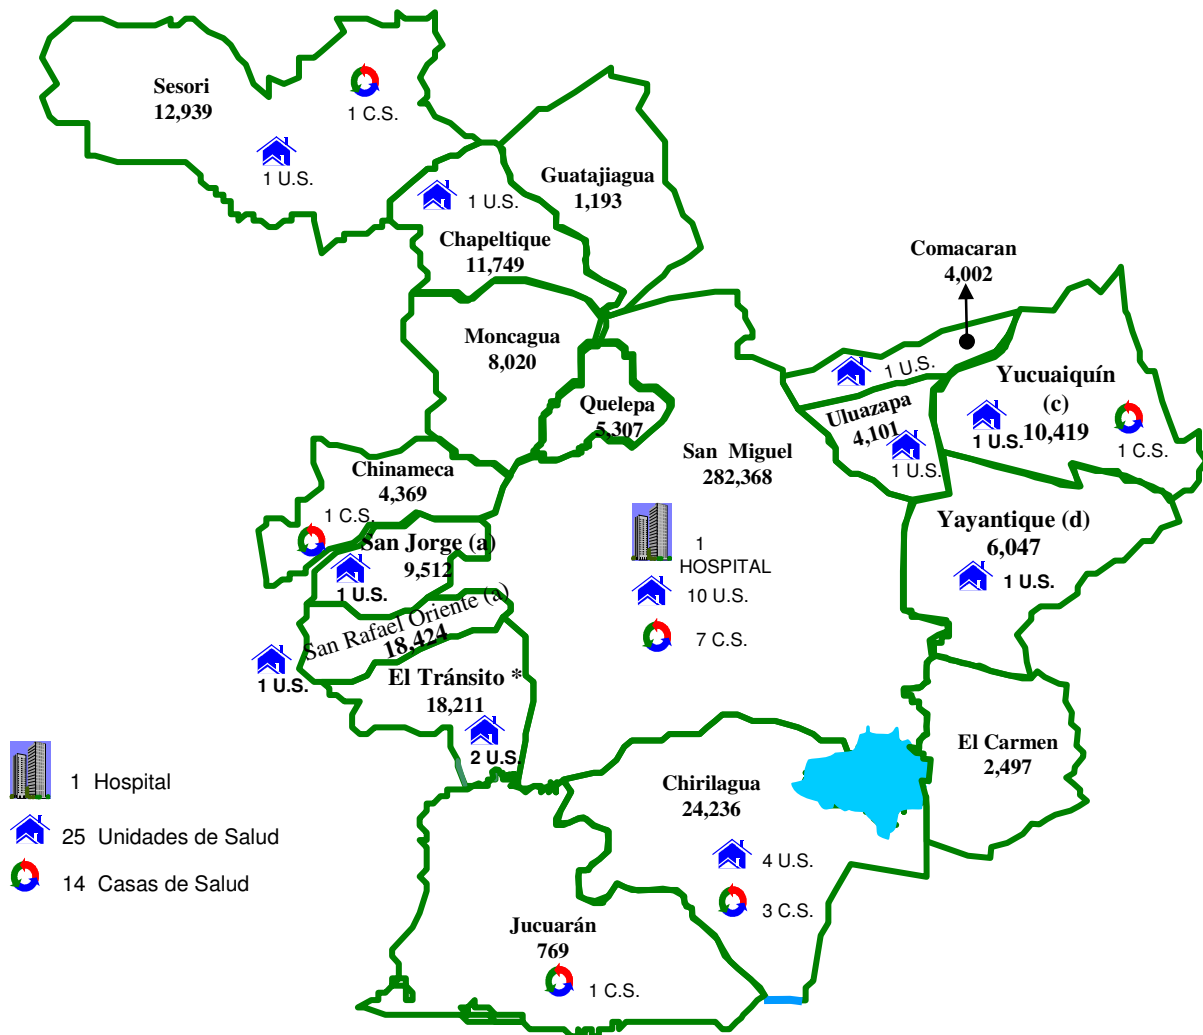 Sesori
12,939
1 C.S.
1 U.S.
Guatajiagua
1,193
1 U.S.
Chapeltique
11,749
Comacaran
4,002
Moncagua
8,020
1 U.S.
Yucuaiquín
(c)
10,419
1 U.S.
1 C.S.
Quelepa
5,307
Uluazapa
4,101
1 U.S.
San Miguel
282,368
1
HOSPITAL
10 U.S.
7 C.S.
Chinameca
4,369
1 C.S.
San Jorge (a)
9,512
1 U.S.
Yayantique (d)
6,047
1 U.S.
San Rafael Oriente (a)
18,424
1 U.S.
El Tránsito *
18,211
2 U.S.
El Carmen
2,497
Chirilagua
24,236
4 U.S.
3 C.S.
1 Hospital
25 Unidades de Salud
14 Casas de Salud
Jucuarán
769
1 C.S.